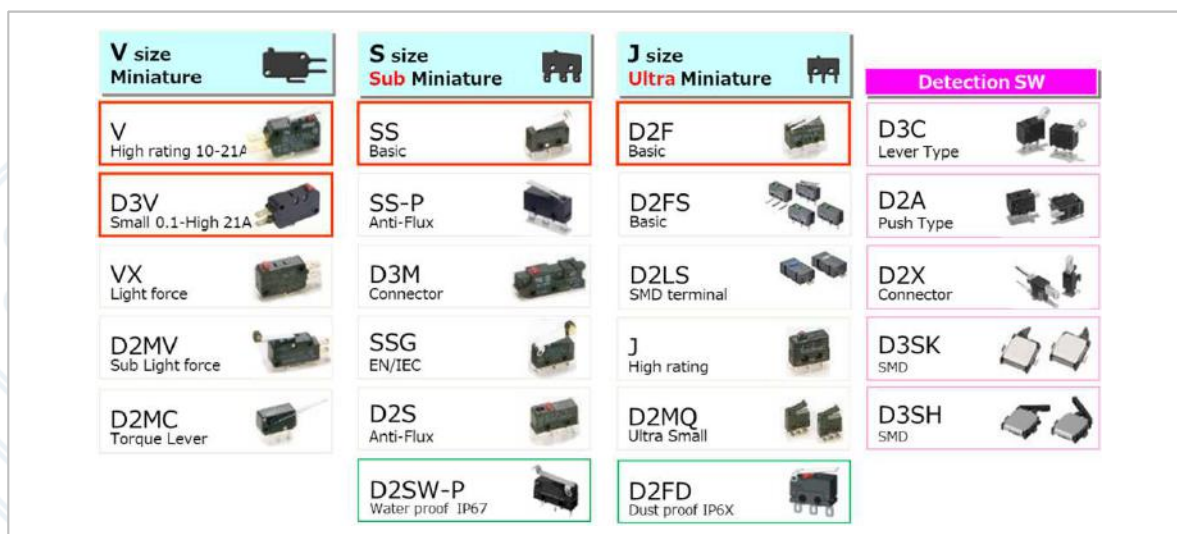 V size
Miniature
V
High rating 10-21A
D3V
Small 0.1-High 21A
VX
Light force
D2MV
Sub Light force
D2MC
Torque Lever
S size
Sub Miniature
SS
Basic
SS-P
Anti-Flux
D3M
Connector
SSG
EN/IEC
D2S
Anti-Flux
D2SW-P
Water proof IP67
J size
Ultra Miniature
D2F
Basic
D2FS
Basic
D2LS
SMD terminal
J
High rating
D2MQ
Ultra Small
D2FD
Dust proof IP6X
Detection SW
D3C
Lever Type
D2A
Push Type
D2X
Connector
D3SK
SMD
D3SH
SMD